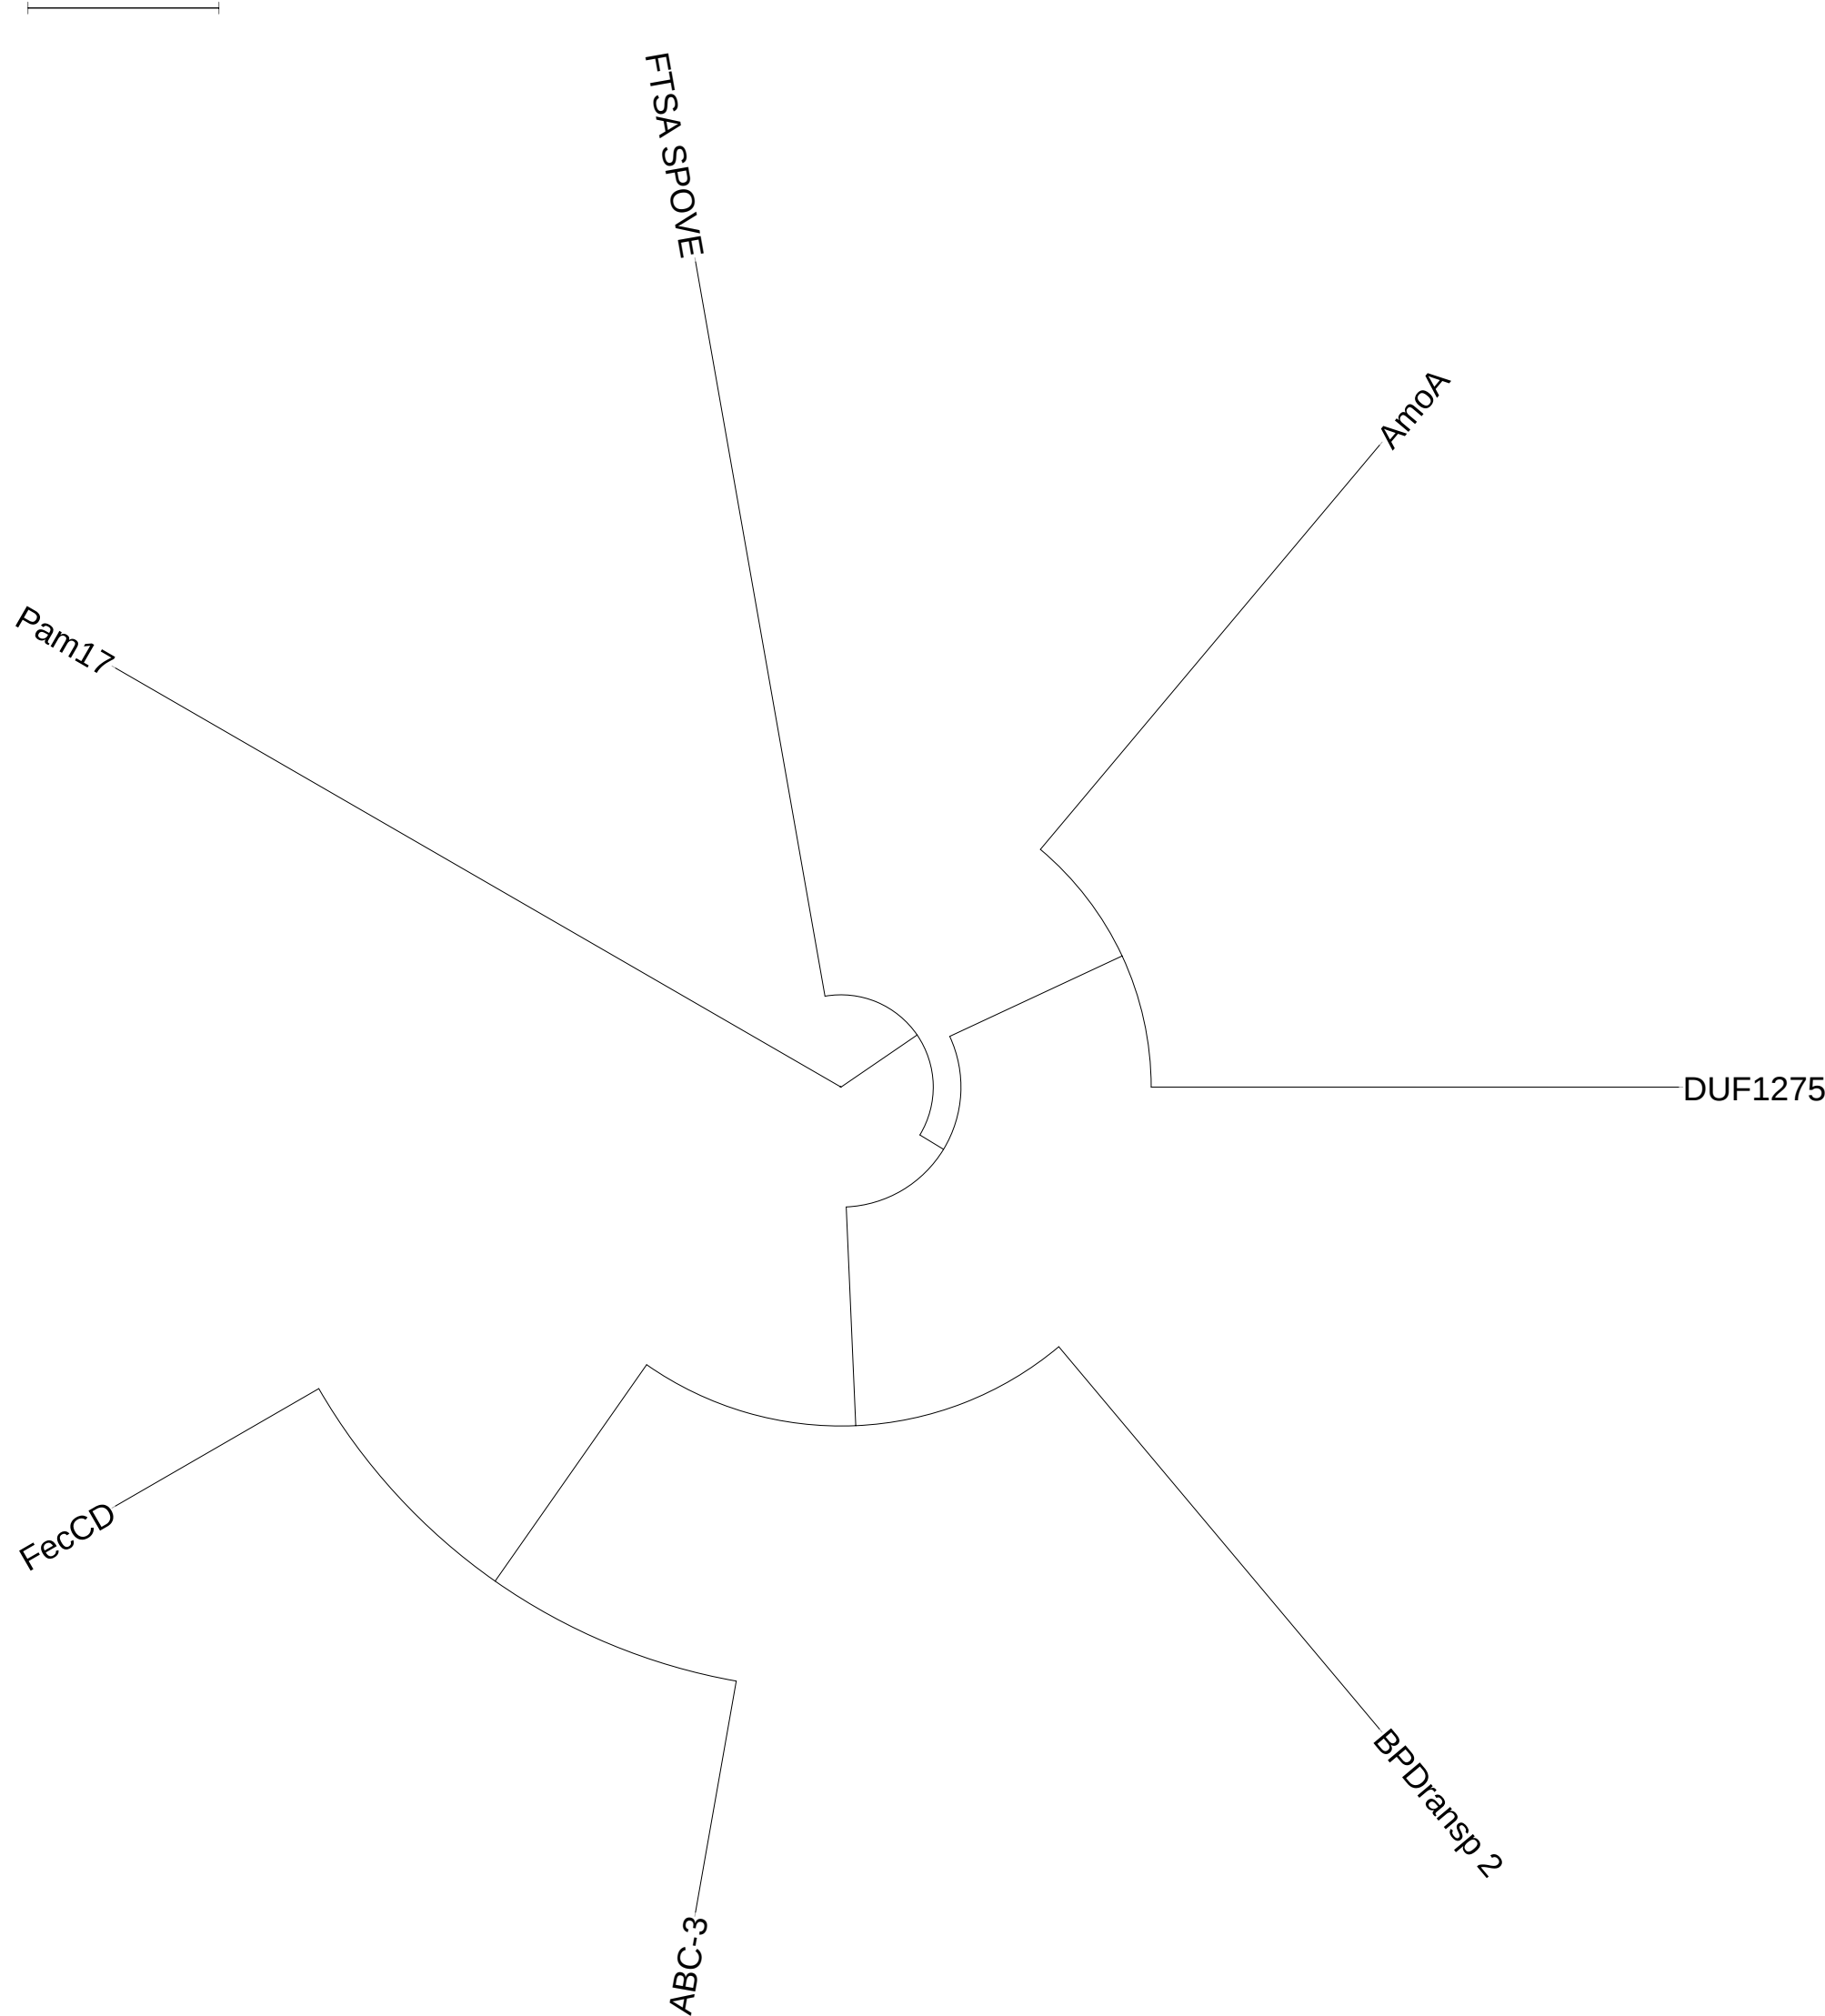 FTSA SPOVE
AmoA
Pam17
DUF1275
FecCD
BPDransp 2
ABC-3